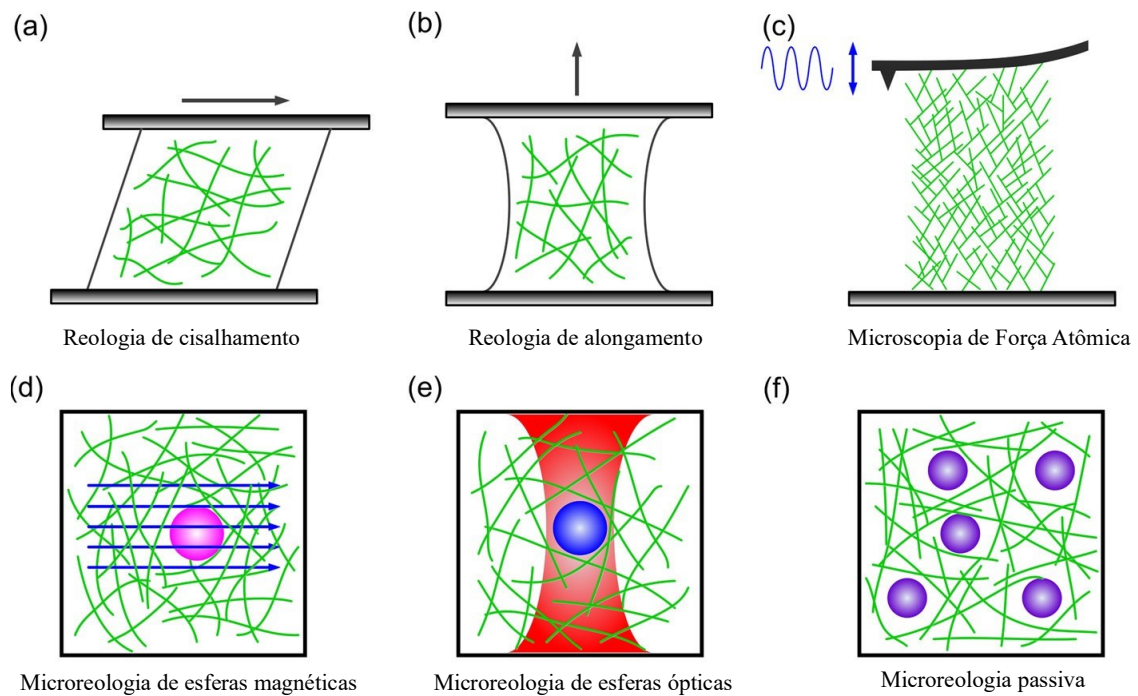 (a)
(b)
(c)
Reologia de cisalhamento
Reologia de alongamento
Microscopia de Força Atômica
(d)
(e)
(f)
Microreologia de esferas magnéticas
Microreologia de esferas ópticas
Microreologia passiva